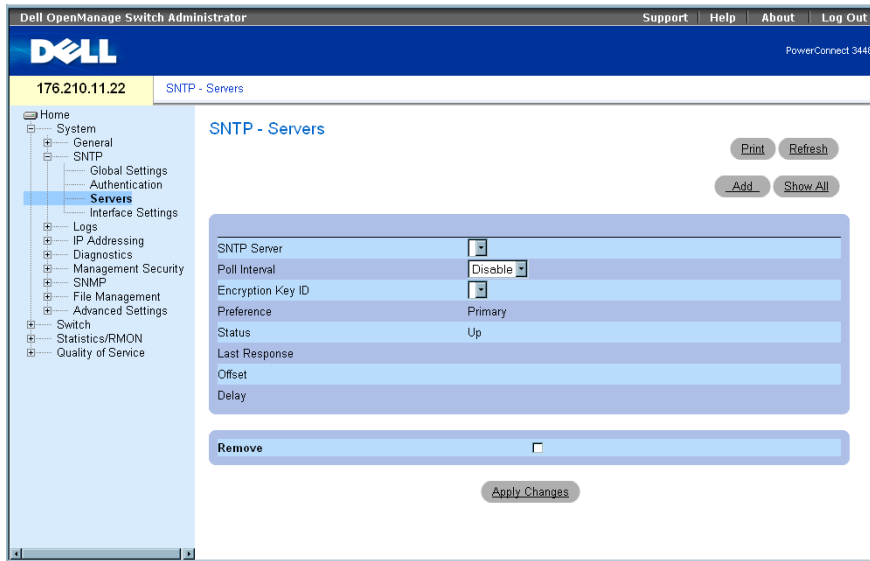 Dell OpenManage Switch Administrator
Support Help About Log Out
DELL
PowerConnect 3448
176.210.11.22
SNTP - Servers
Home
System
General
SNTP
Global Settings
Authentication
Servers
Interface Settings
Logs
IP Addressing
Diagnostics
Management Security
SNMP
File Management
Advanced Settings
Switch
Statistics/RMON
Quality of Service
SNTP - Servers
Print Refresh
Add Show All
SNTP Server
Poll Interval Disable
Encryption Key ID
Preference Primary
Status Up
Last Response
Offset
Delay
Remove
Apply Changes